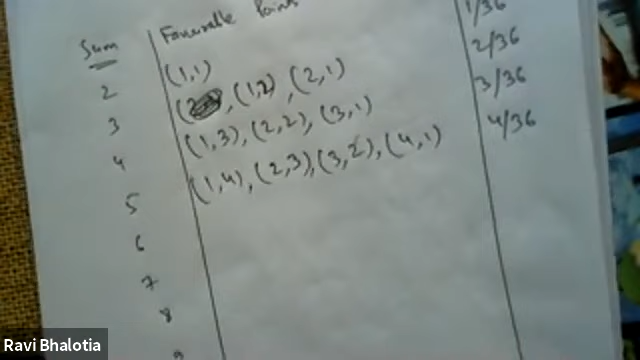 Sum Favourable Points
2 (1,1) 1/36
3 (1,2), (2,1) 2/36
4 (1,3), (2,2), (3,1) 3/36
5 (1,4), (2,3), (3,2), (4,1) 4/36
6
7
8
9
Ravi Bhalotia